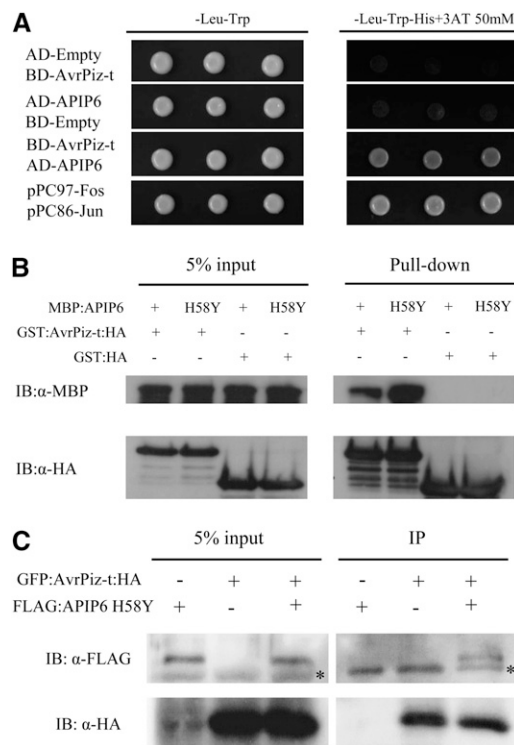 A
-Leu-Trp
-Leu-Trp-His+3AT 50mM
AD-Empty
BD-AvrPiz-t
AD-APIP6
BD-Empty
BD-AvrPiz-t
AD-APIP6
pPC97-Fos
pPC86-Jun
B
5% input
Pull-down
MBP:APIP6 + H58Y + H58Y + H58Y + H58Y
GST:AvrPiz-t:HA + + - - + + - -
GST:HA - - + + - - + +
IB:α-MBP
IB:α-HA
C
5% input
IP
GFP:AvrPiz-t:HA - + + - + +
FLAG:APIP6 H58Y + - + + - +
IB: α-FLAG * *
IB: α-HA